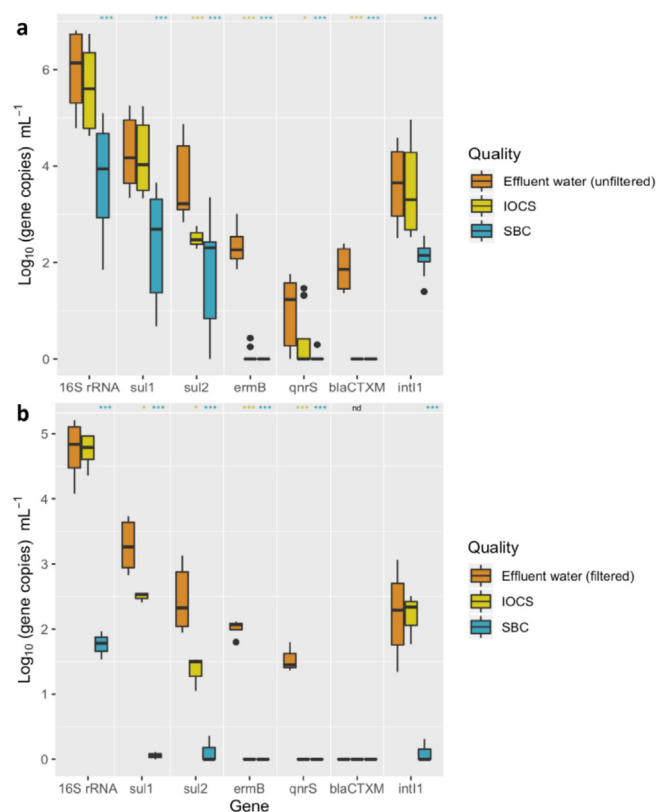 a
*** *** *** *** *** *** * *** *** *** ***
6
4
2
0
Log10 (gene copies) mL−1
16S rRNA sul1 sul2 ermB qnrS blaCTXM intI1
Quality
Effluent water (unfiltered)
IOCS
SBC
b
*** * *** * *** *** *** *** *** nd ***
5
4
3
2
1
0
Log10 (gene copies) mL−1
16S rRNA sul1 sul2 ermB qnrS blaCTXM intI1
Gene
Quality
Effluent water (filtered)
IOCS
SBC